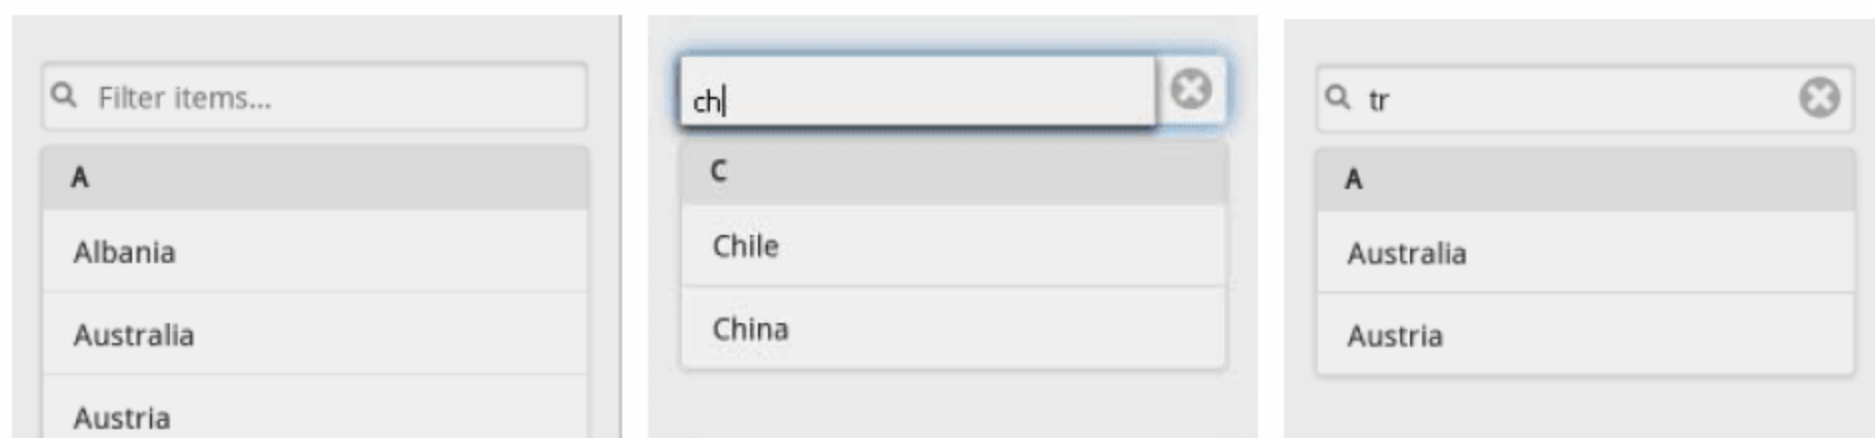 Filter items...
A
Albania
Australia
Austria
ch
C
Chile
China
tr
A
Australia
Austria